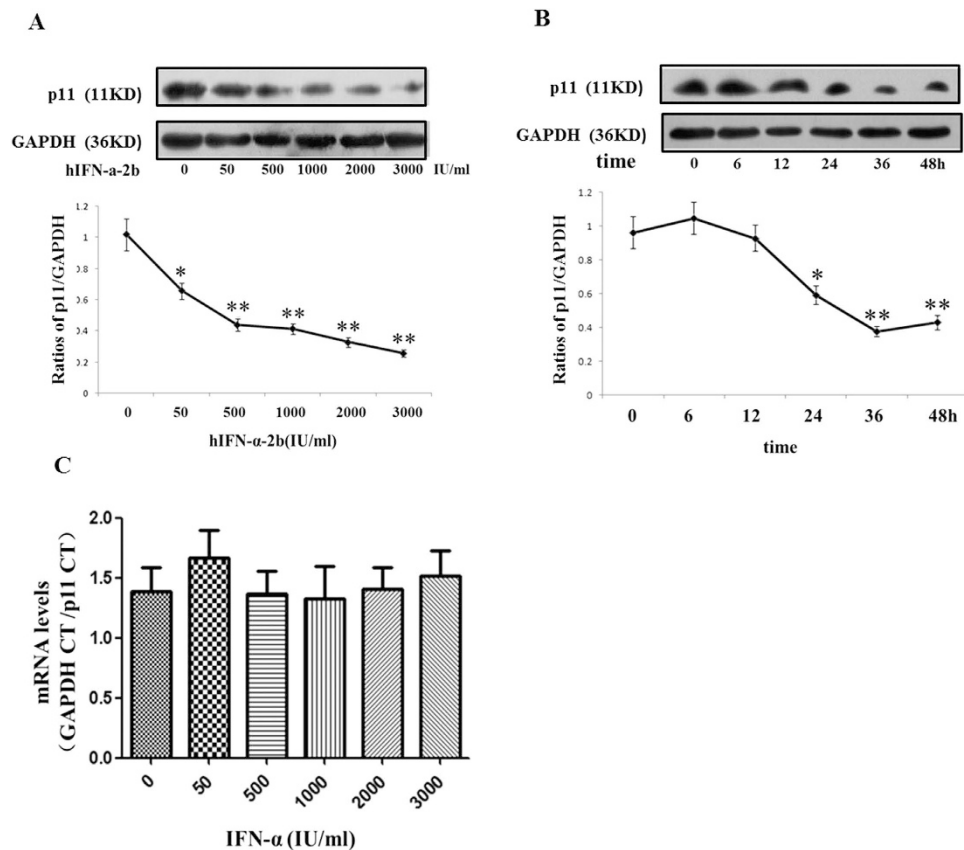 A
p11 (11KD)
GAPDH (36KD)
hIFN-a-2b 0 50 500 1000 2000 3000 IU/ml
Ratios of p11/GAPDH
1.2
1
0.8
0.6
0.4
0.2
0
0 50 500 1000 2000 3000
* ** ** ** **
hIFN-α-2b(IU/ml)
B
p11 (11KD)
GAPDH (36KD)
time 0 6 12 24 36 48h
Ratios of p11/GAPDH
1.2
1
0.8
0.6
0.4
0.2
0
* ** **
0 6 12 24 36 48h
time
C
mRNA levels
(GAPDH CT/p11 CT)
2.0
1.5
1.0
0.5
0.0
0 50 500 1000 2000 3000
IFN-α (IU/ml)